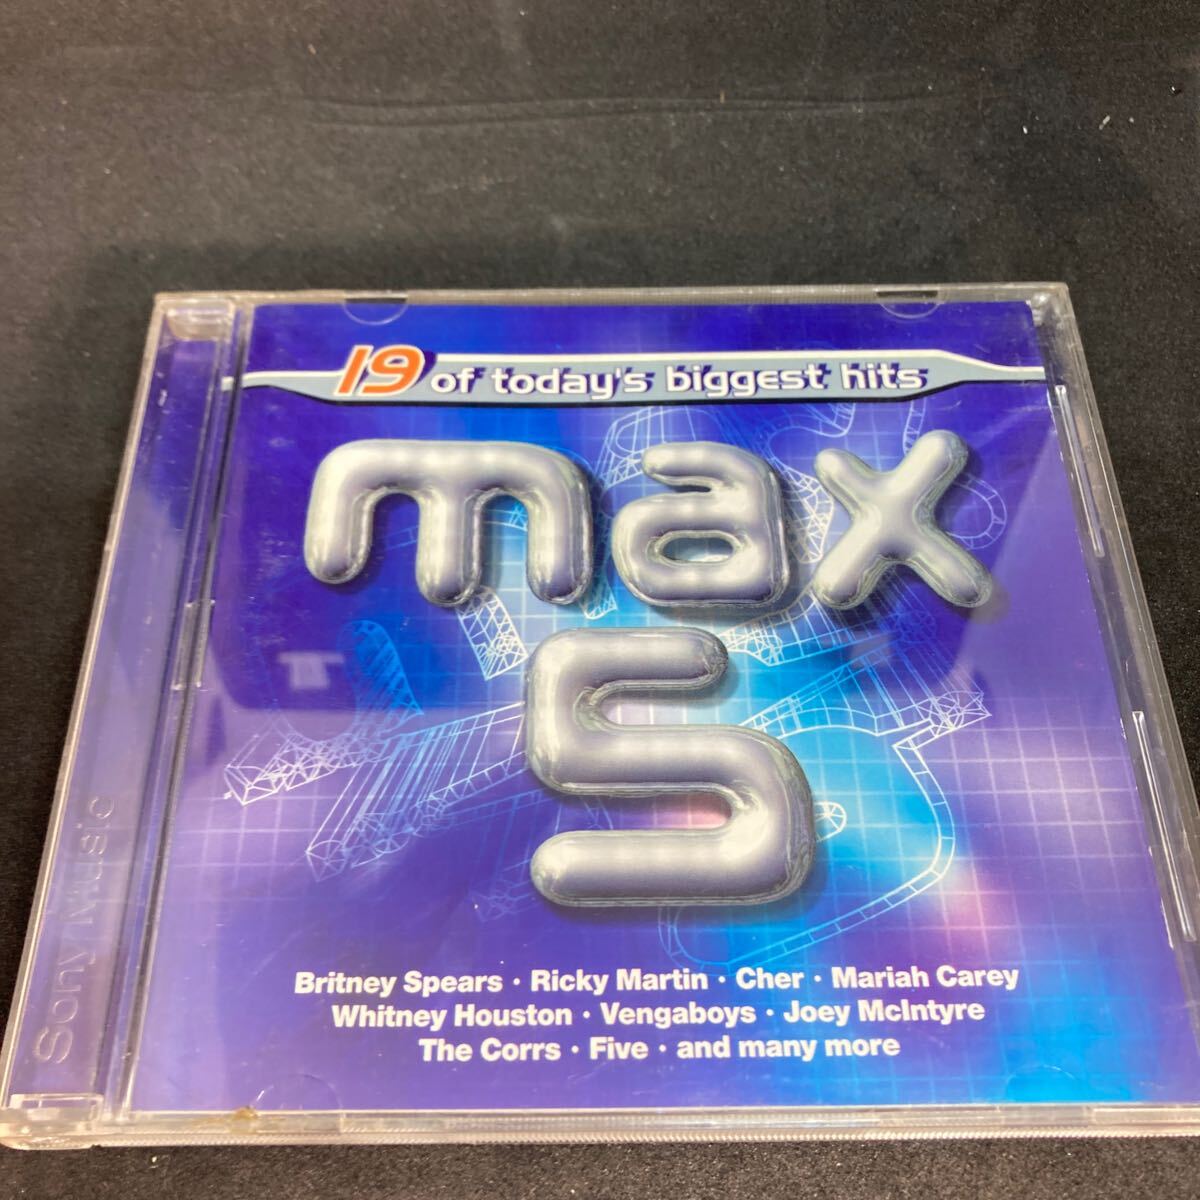 19 of today's biggest hits
max
5
Britney Spears · Ricky Martin · Cher · Mariah Carey
Whitney Houston · Vengaboys · Joey McIntyre
The Corrs · Five · and many more
Sony Music